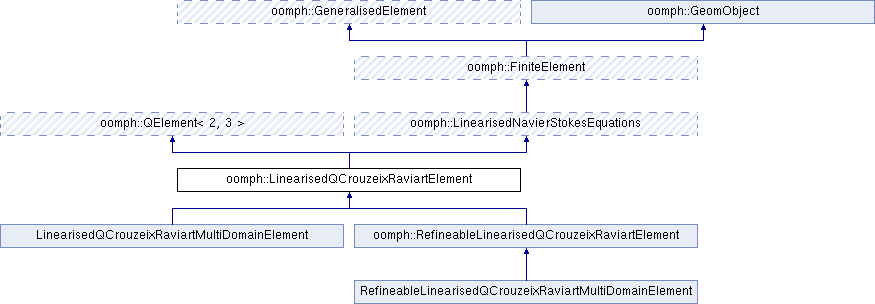 oomph::GeneralisedElement
oomph::GeomObject
oomph::FiniteElement
oomph::QElement< 2, 3 >
oomph::LinearisedNavierStokesEquations
oomph::LinearisedQCrouzeixRaviartElement
LinearisedQCrouzeixRaviartMultiDomainElement
oomph::RefineableLinearisedQCrouzeixRaviartElement
RefineableLinearisedQCrouzeixRaviartMultiDomainElement